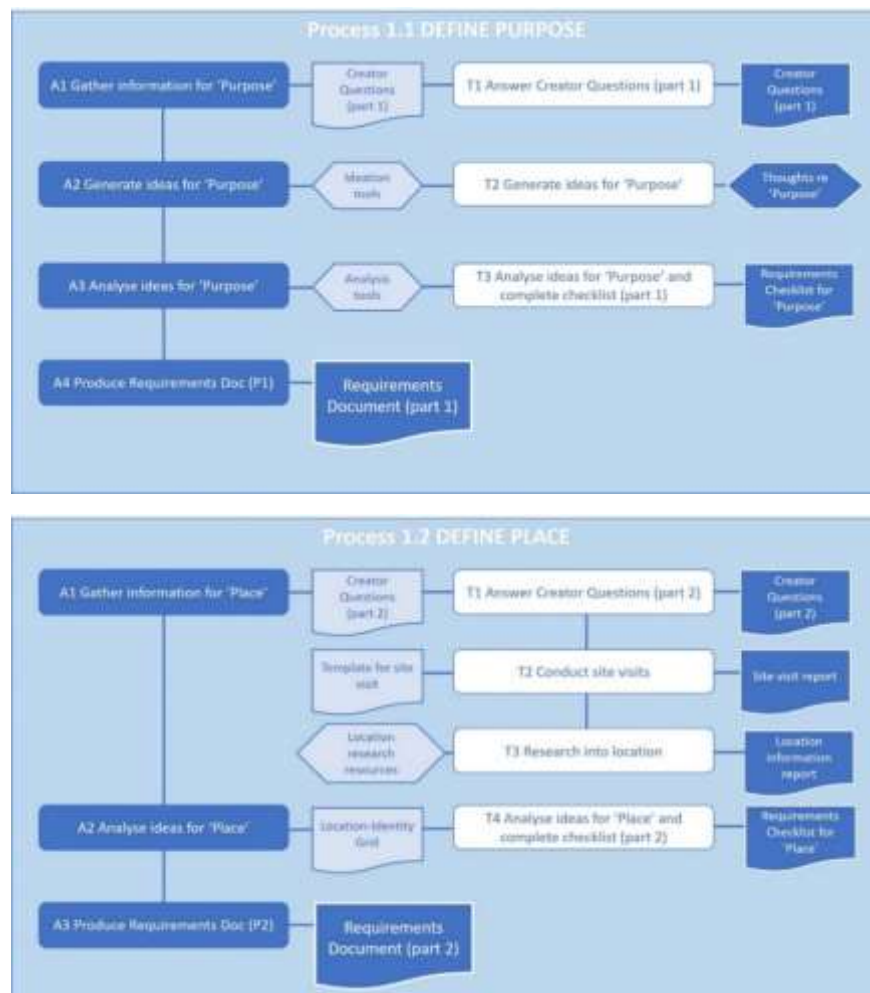 Process 1.1 DEFINE PURPOSE
A1 Gather information for 'Purpose'
Creator
Questions
(part 1)
T1 Answer Creator Questions (part 1)
Creator
Questions
(part 1)
A2 Generate ideas for 'Purpose'
Ideation
tools
T2 Generate ideas for 'Purpose'
Thoughts re
'Purpose'
A3 Analyse ideas for 'Purpose'
Analysis
tools
T3 Analyse ideas for 'Purpose' and
complete checklist (part 1)
Requirements
Checklist for
'Purpose'
A4 Produce Requirements Doc (P1)
Requirements
Document (part 1)
Process 1.2 DEFINE PLACE
A1 Gather information for 'Place'
Creator
Questions
(part 2)
T1 Answer Creator Questions (part 2)
Creator
Questions
(part 2)
Template for site
visit
T2 Conduct site visits
Site visit report
Location
research
resources
T3 Research into location
Location
information
report
A2 Analyse ideas for 'Place'
Location-Identity
Grid
T4 Analyse ideas for 'Place' and
complete checklist (part 2)
Requirements
Checklist for
'Place'
A3 Produce Requirements Doc (P2)
Requirements
Document (part 2)